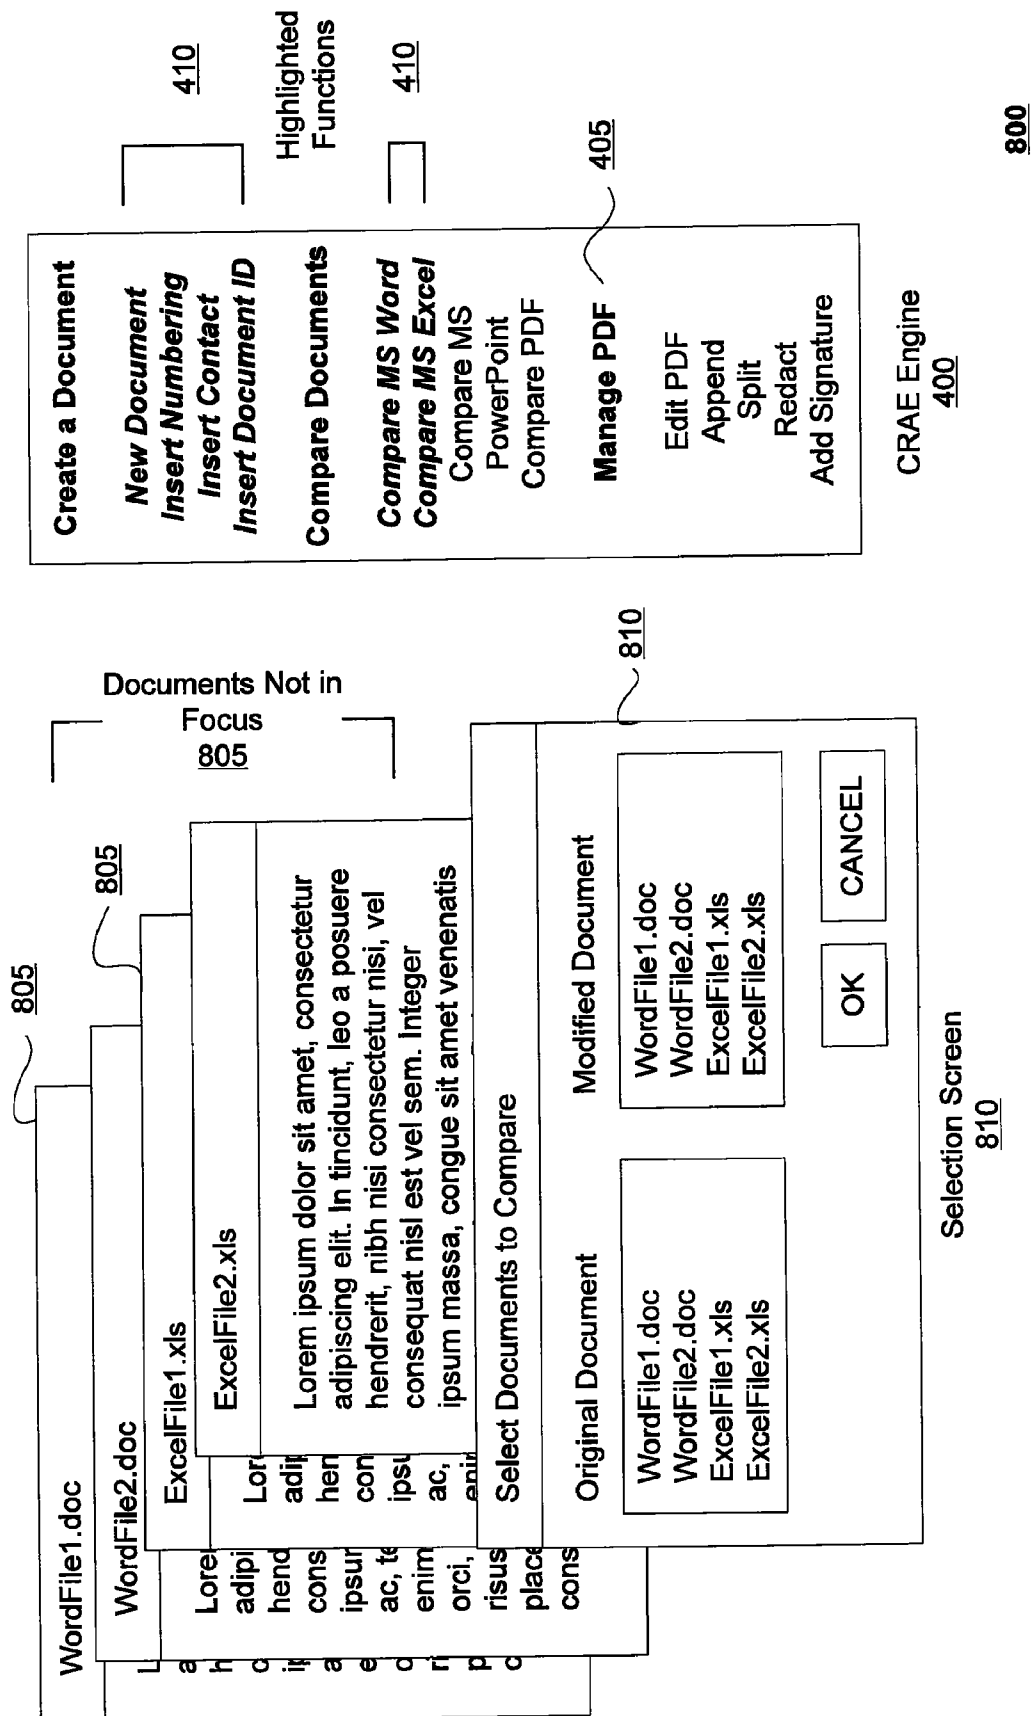 805
WordFile1.doc
805
WordFile2.doc
ExcelFile1.xls
ExcelFile2.xls
Documents Not in
Focus
805
Lorem ipsum dolor sit amet, consectetur
adipiscing elit. In tincidunt, leo a posuere
hendrerit, nibh nisi consectetur nisi, vel
consequat nisl est vel sem. Integer
ipsum massa, congue sit amet venenatis
Select Documents to Compare
Original Document
WordFile1.doc
WordFile2.doc
ExcelFile1.xls
ExcelFile2.xls
Modified Document
WordFile1.doc
WordFile2.doc
ExcelFile1.xls
ExcelFile2.xls
OK
CANCEL
810
Selection Screen
810
Create a Document
New Document
Insert Numbering
Insert Contact
Insert Document ID
Compare Documents
Compare MS Word
Compare MS Excel
Compare MS
PowerPoint
Compare PDF
Manage PDF
Edit PDF
Append
Split
Redact
Add Signature
410
Highlighted
Functions
410
405
CRAE Engine
400
800